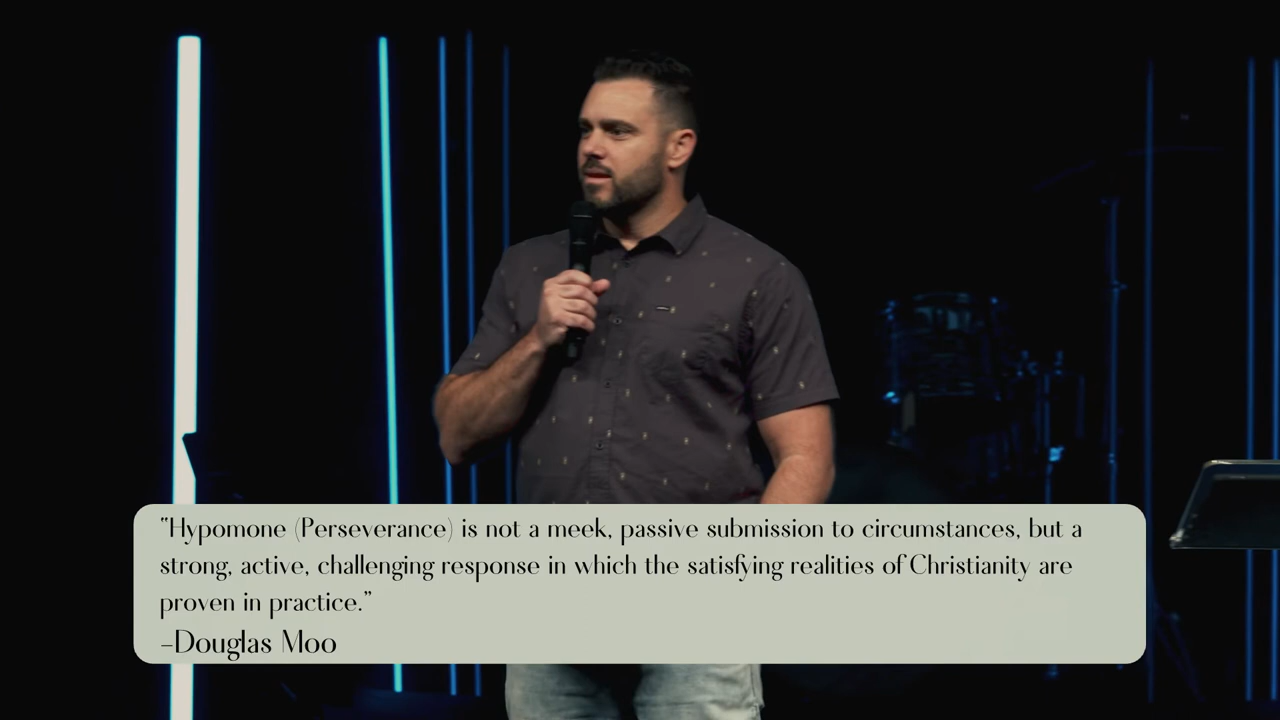 "Hypomone (Perseverance) is not a meek, passive submission to circumstances, but a
strong, active, challenging response in which the satisfying realities of Christianity are
proven in practice.”
-Douglas Moo